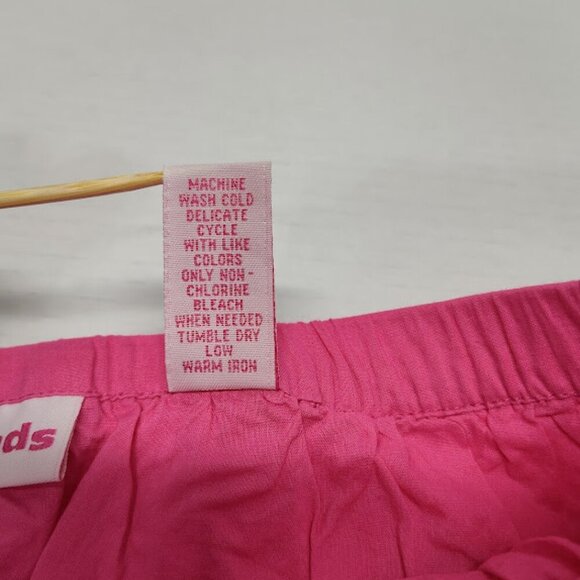 MACHINE
WASH COLD
DELICATE
CYCLE
WITH LIKE
COLORS
ONLY NON-
CHLORINE
BLEACH
WHEN NEEDED
TUMBLE DRY
LOW
WARM IRON